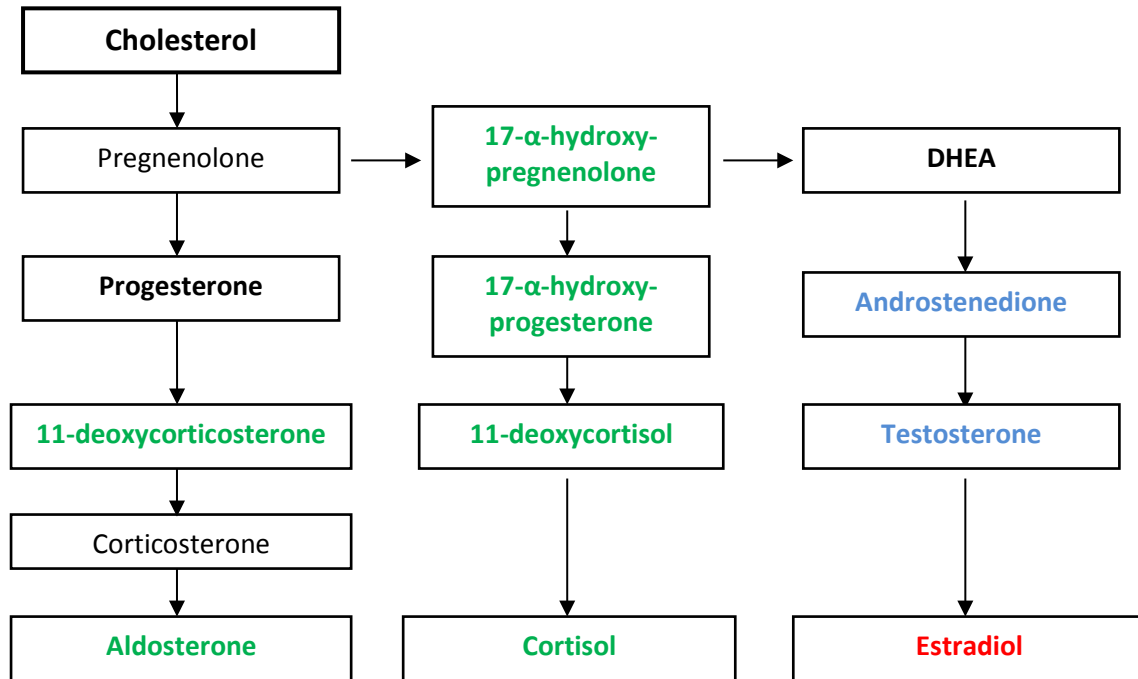 Cholesterol
Pregnenolone
17-α-hydroxy-
pregnenolone
DHEA
Progesterone
17-α-hydroxy-
progesterone
Androstenedione
11-deoxycorticosterone
11-deoxycortisol
Testosterone
Corticosterone
Aldosterone
Cortisol
Estradiol